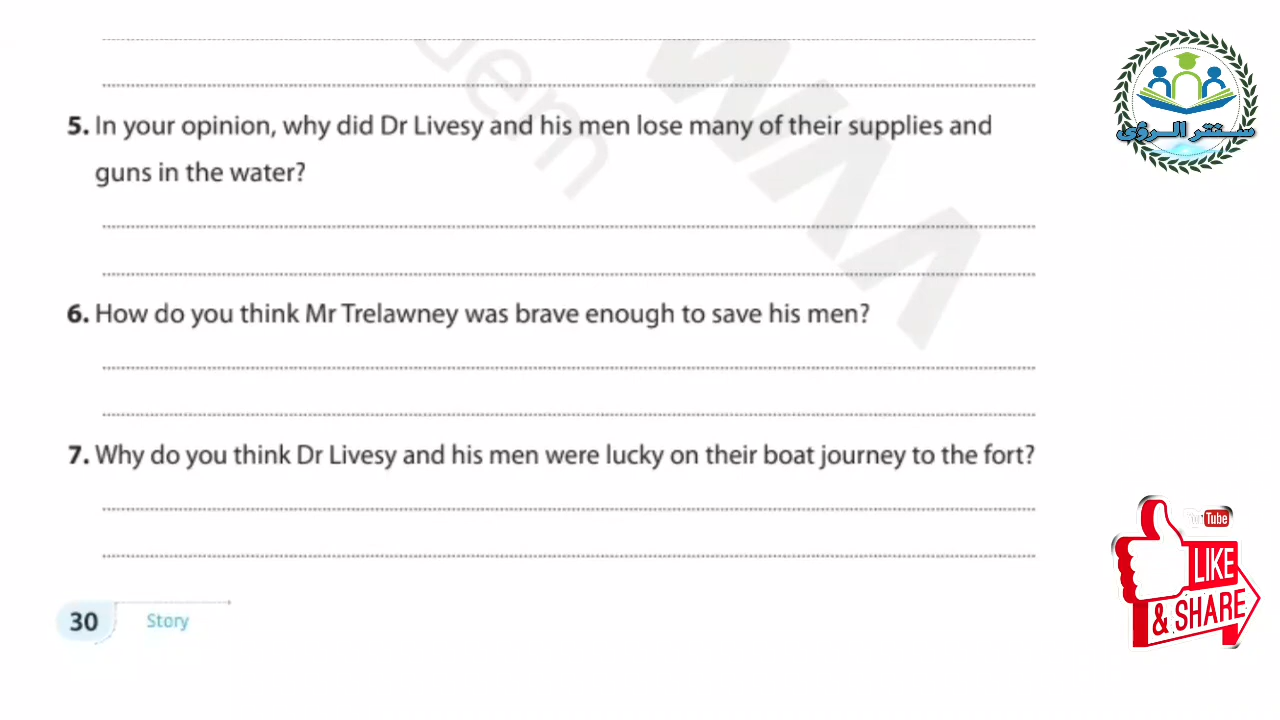 5. In your opinion, why did Dr Livesy and his men lose many of their supplies and
guns in the water?
6. How do you think Mr Trelawney was brave enough to save his men?
7. Why do you think Dr Livesy and his men were lucky on their boat journey to the fort?
30 Story
سنتر الرؤى
Tube
LIKE
& SHARE